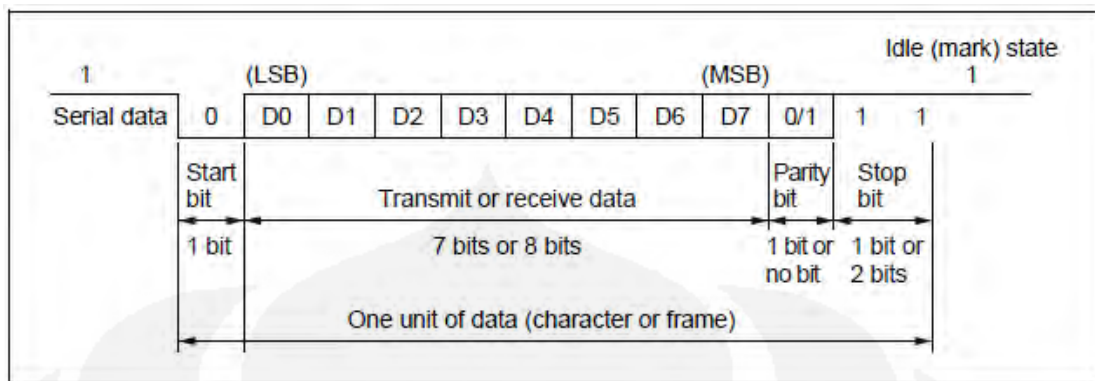 Idle (mark) state
1 (LSB) (MSB) 1
Serial data 0 D0 D1 D2 D3 D4 D5 D6 D7 0/1 1 1
Start bit
Transmit or receive data
Parity bit
Stop bit
1 bit
7 bits or 8 bits
1 bit or no bit
1 bit or 2 bits
One unit of data (character or frame)